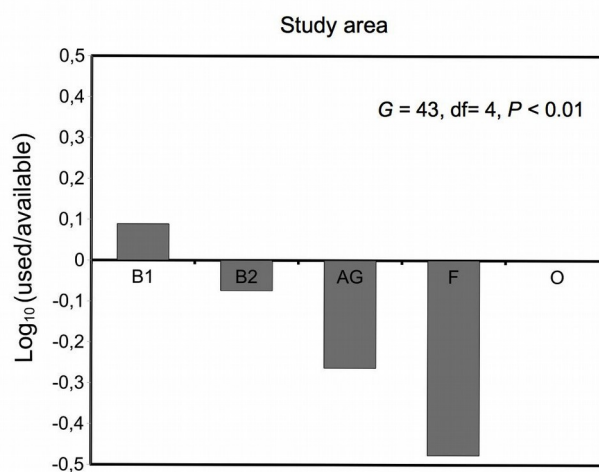 Study area
0,5
0,4
G = 43, df= 4, P < 0.01
0,3
0,2
0,1
0
B1 B2 AG F O
-0,1
-0,2
-0,3
-0,4
-0,5
Log₁₀ (used/available)